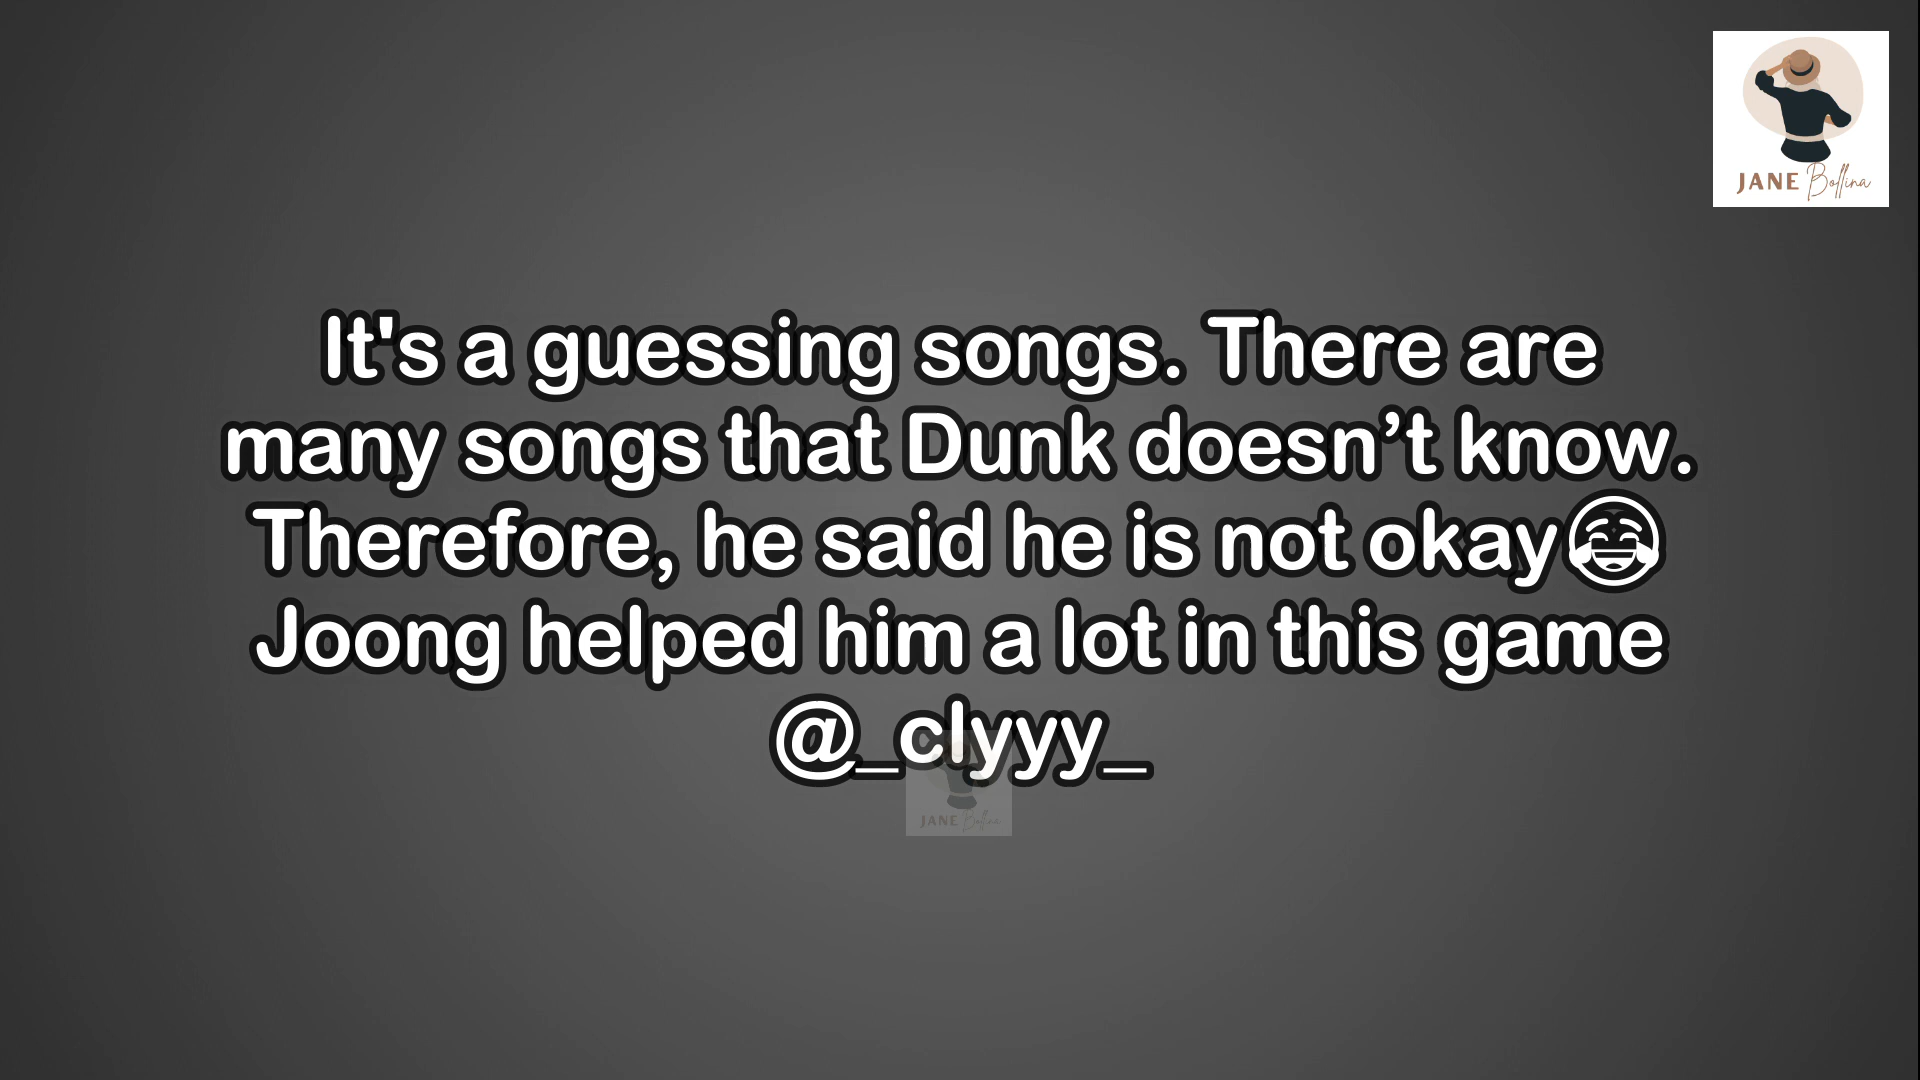 JANE Bollina
It's a guessing songs. There are
many songs that Dunk doesn’t know.
Therefore, he said he is not okay😂
Joong helped him a lot in this game
@_clyyy_
JANE Bollina